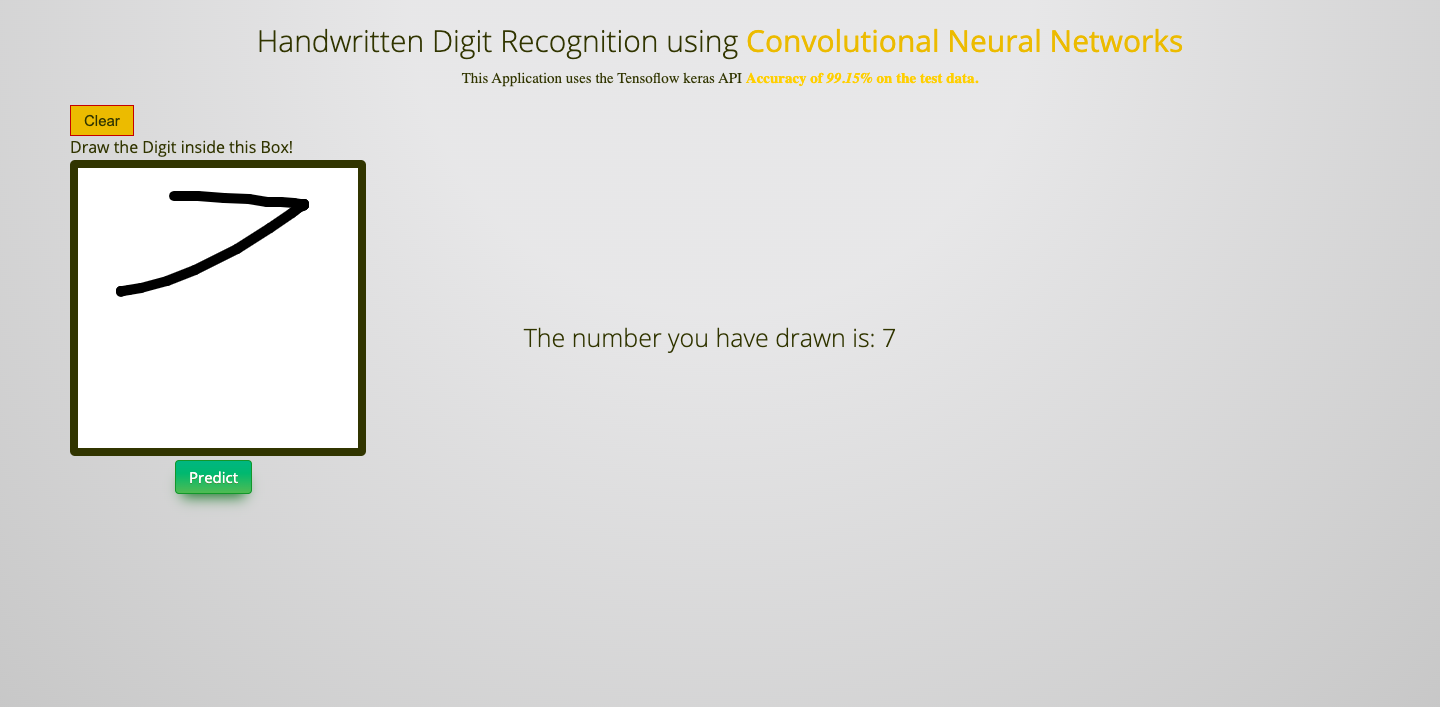 Handwritten Digit Recognition using Convolutional Neural Networks
This Application uses the Tensoflow keras API Accuracy of 99.15% on the test data.
Clear
Draw the Digit inside this Box!
7
The number you have drawn is: 7
Predict